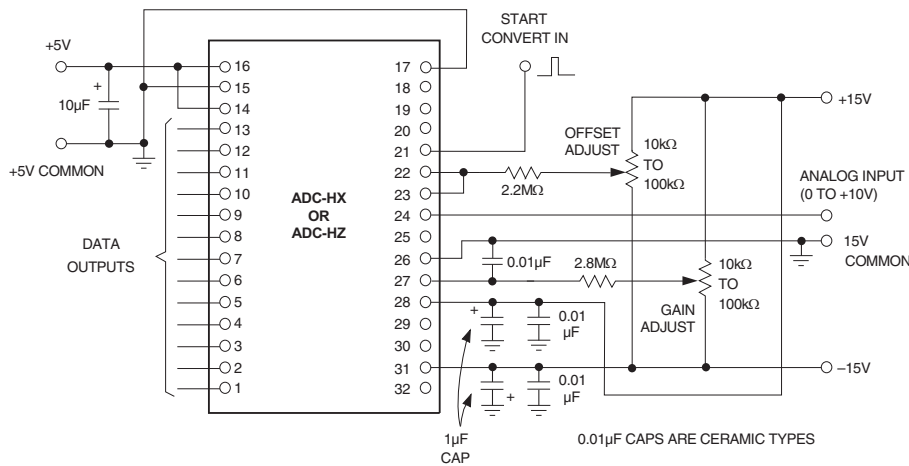 START
CONVERT IN
+5V
+
10µF
+5V COMMON
DATA
OUTPUTS
16
15
14
13
12
11
10
9
8
7
6
5
4
3
2
1
ADC-HX
OR
ADC-HZ
17
18
19
20
21
22
23
24
25
26
27
28
29
30
31
32
OFFSET
ADJUST
2.2MΩ
10kΩ
TO
100kΩ
+15V
ANALOG INPUT
(0 TO +10V)
15V
COMMON
0.01µF
2.8MΩ
10kΩ
TO
100kΩ
GAIN
ADJUST
+
0.01
µF
–15V
+
0.01
µF
1µF
CAP
0.01µF CAPS ARE CERAMIC TYPES